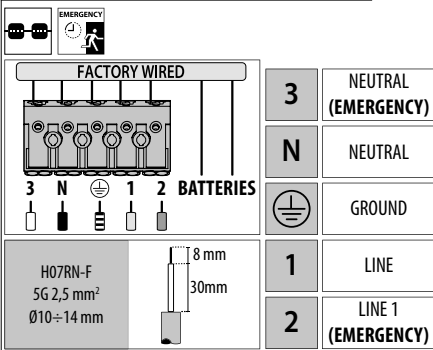 EMERGENCY
FACTORY WIRED
3 N 1 2 BATTERIES
H07RN-F
5G 2,5 mm²
Ø10÷14 mm
8 mm
30mm
3 NEUTRAL
(EMERGENCY)
N NEUTRAL
GROUND
1 LINE
2 LINE 1
(EMERGENCY)